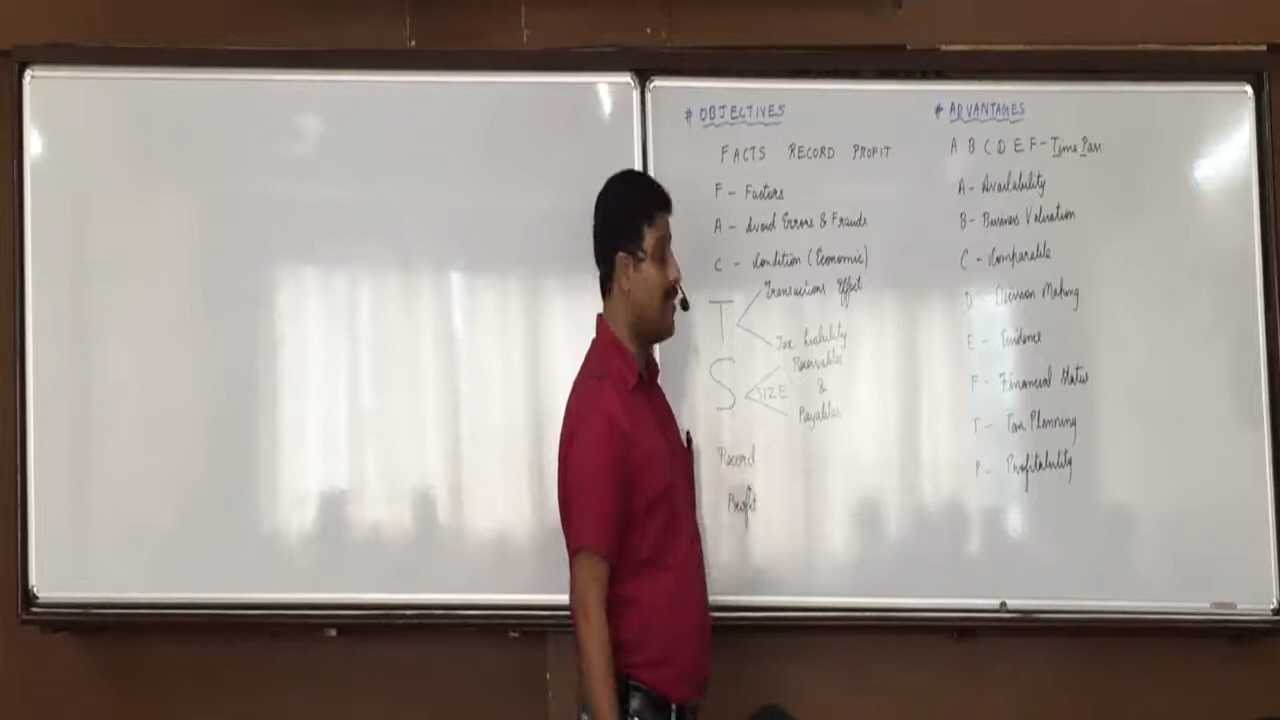 # OBJECTIVES
FACTS RECORD PROFIT
F - Factors
A - Avoid Errors & Frauds
C - Condition (Economic)
T
Transactions Effect
Tax Liability
S
SIZE
Receivables
&
Payables
Record
Profit
# ADVANTAGES
A B C D E F - Time Pass
A - Availability
B - Business Valuation
C - Comparable
D - Decision Making
E - Evidence
F - Financial Status
T - Tax Planning
P - Profitability